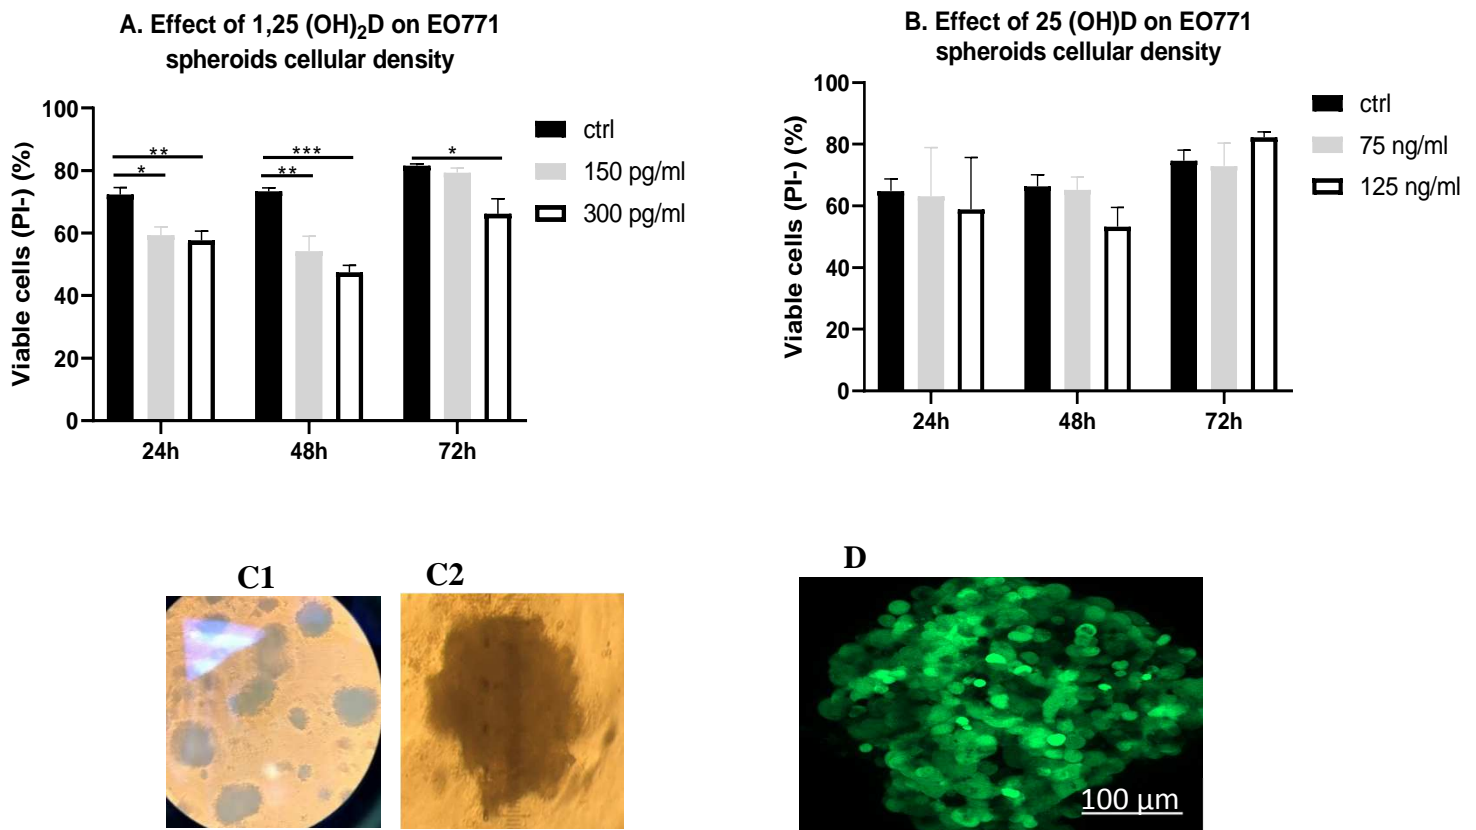 A. Effect of 1,25 (OH)₂D on EO771
spheroids cellular density
Viable cells (PI-) (%)
100
80
60
40
20
0
** 
*
***
**
*
24h
48h
72h
ctrl
150 pg/ml
300 pg/ml
B. Effect of 25 (OH)D on EO771
spheroids cellular density
Viable cells (PI-) (%)
100
80
60
40
20
0
24h
48h
72h
ctrl
75 ng/ml
125 ng/ml
C1
C2
D
100 µm